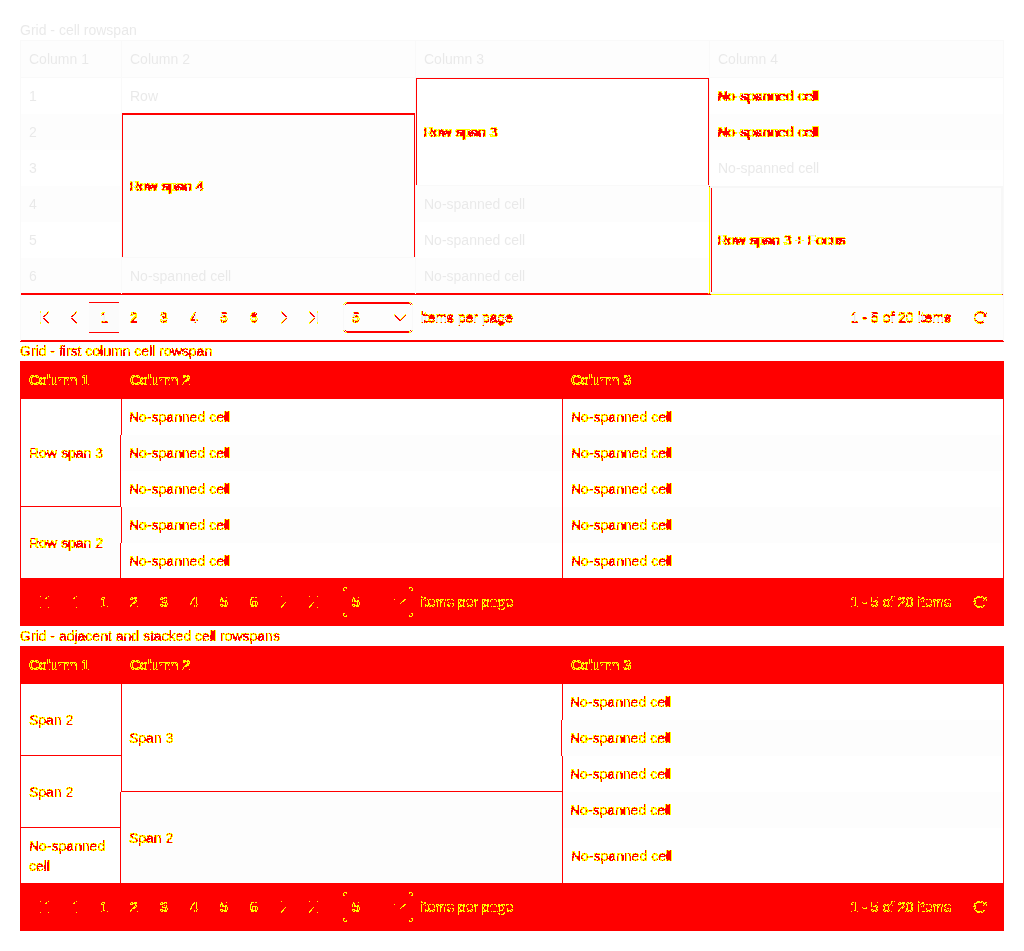 Grid - cell rowspan
Column 1 Column 2 Column 3 Column 4
1 Row Row span 3 No-spanned cell
2 Row span 4 No-spanned cell
3 No-spanned cell
4 No-spanned cell Row span 3 + Focus
5 No-spanned cell
6 No-spanned cell No-spanned cell
1 2 3 4 5 6 5 items per page 1 - 5 of 20 items
Grid - first column cell rowspan
Column 1 Column 2 Column 3
Row span 3 No-spanned cell No-spanned cell
No-spanned cell No-spanned cell
No-spanned cell No-spanned cell
Row span 2 No-spanned cell No-spanned cell
No-spanned cell No-spanned cell
1 2 3 4 5 6 5 items per page 1 - 5 of 20 items
Grid - adjacent and stacked cell rowspans
Column 1 Column 2 Column 3
Span 2 Span 3 No-spanned cell
No-spanned cell
Span 2 No-spanned cell
Span 2 No-spanned cell
No-spanned cell No-spanned cell
1 2 3 4 5 6 5 items per page 1 - 5 of 20 items